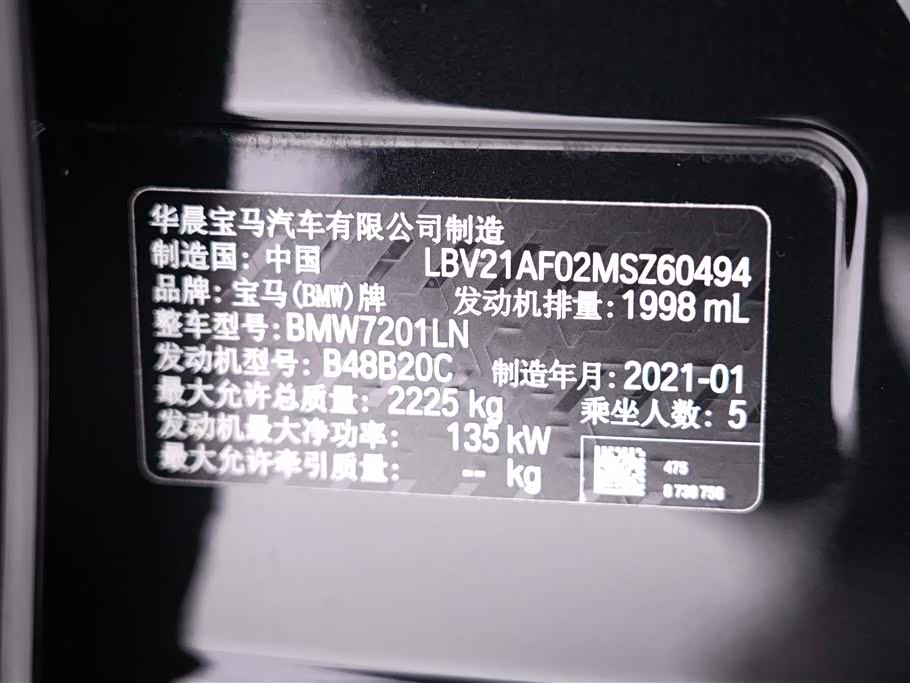 华晨宝马汽车有限公司制造
制造国: 中国 LBV21AF02MSZ60494
品牌: 宝马(BMW)牌 发动机排量: 1998 mL
整车型号: BMW7201LN
发动机型号: B48B20C 制造年月: 2021-01
最大允许总质量: 2225 kg 乘坐人数: 5
发动机最大净功率: 135 kW
最大允许牵引质量: -- kg
475
8 738 758